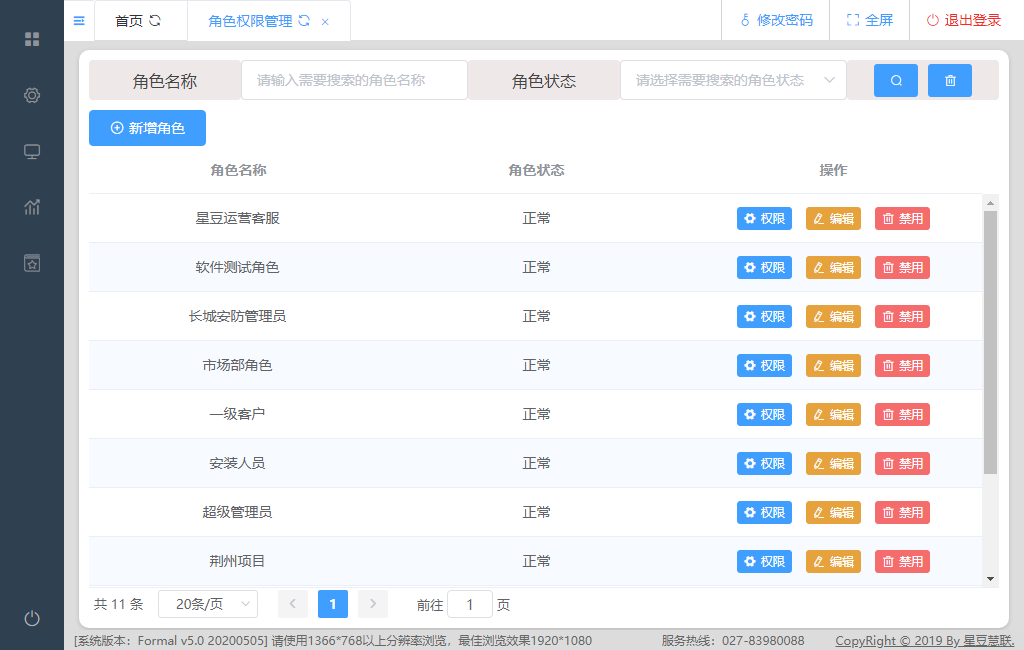 首页 角色权限管理 修改密码 全屏 退出登录
角色名称 请输入需要搜索的角色名称 角色状态 请选择需要搜索的角色状态
新增角色
角色名称 角色状态 操作
星豆运营客服 正常 权限 编辑 禁用
软件测试角色 正常 权限 编辑 禁用
长城安防管理员 正常 权限 编辑 禁用
市场部角色 正常 权限 编辑 禁用
一级客户 正常 权限 编辑 禁用
安装人员 正常 权限 编辑 禁用
超级管理员 正常 权限 编辑 禁用
荆州项目 正常 权限 编辑 禁用
共 11 条 20条/页 1 前往 1 页
[系统版本：Formal v5.0 20200505] 请使用1366*768以上分辨率浏览，最佳浏览效果1920*1080 服务热线：027-83980088 CopyRight © 2019 By 星豆慧联.